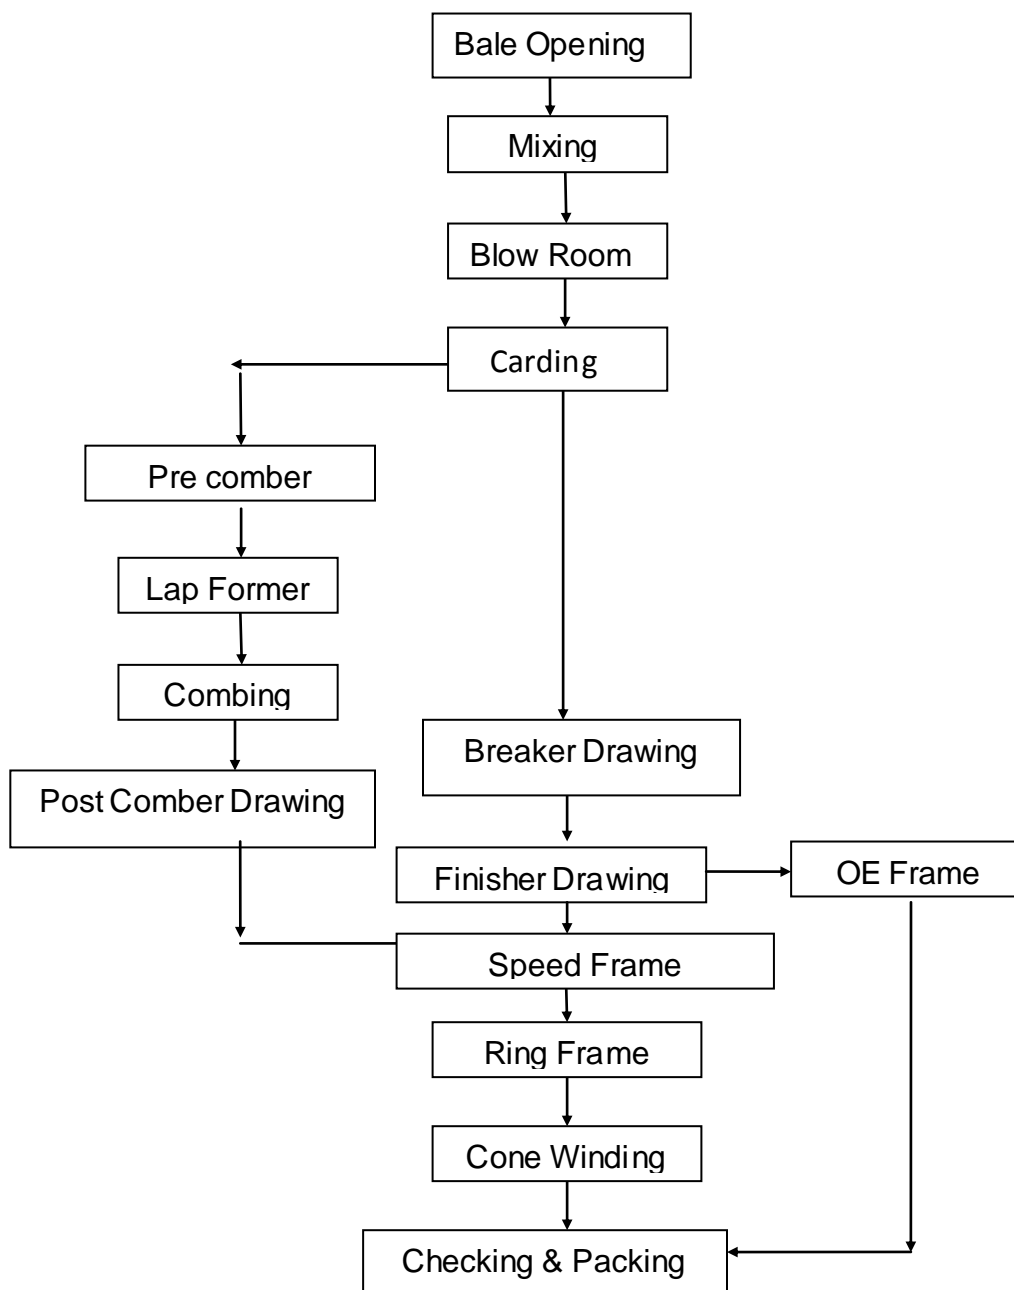 Bale Opening
Mixing
Blow Room
Carding
Pre comber
Lap Former
Combing
Breaker Drawing
Post Comber Drawing
Finisher Drawing
OE Frame
Speed Frame
Ring Frame
Cone Winding
Checking & Packing